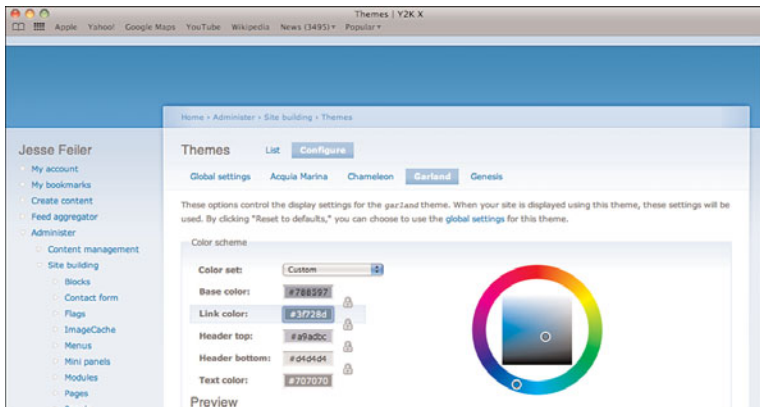 Themes | Y2K X
Apple Yahoo! Google Maps YouTube Wikipedia News (3495) Popular
Home › Administer › Site building › Themes
Jesse Feiler
My account
My bookmarks
Create content
Feed aggregator
Administer
Content management
Site building
Blocks
Contact form
Flags
ImageCache
Menus
Mini panels
Modules
Pages
Themes List Configure
Global settings Acquia Marina Chameleon Garland Genesis
These options control the display settings for the garland theme. When your site is displayed using this theme, these settings will be
used. By clicking "Reset to defaults," you can choose to use the global settings for this theme.
Color scheme
Color set: Custom
Base color: #788597
Link color: #3f728d
Header top: #a9adbc
Header bottom: #d4d4d4
Text color: #707070
Preview